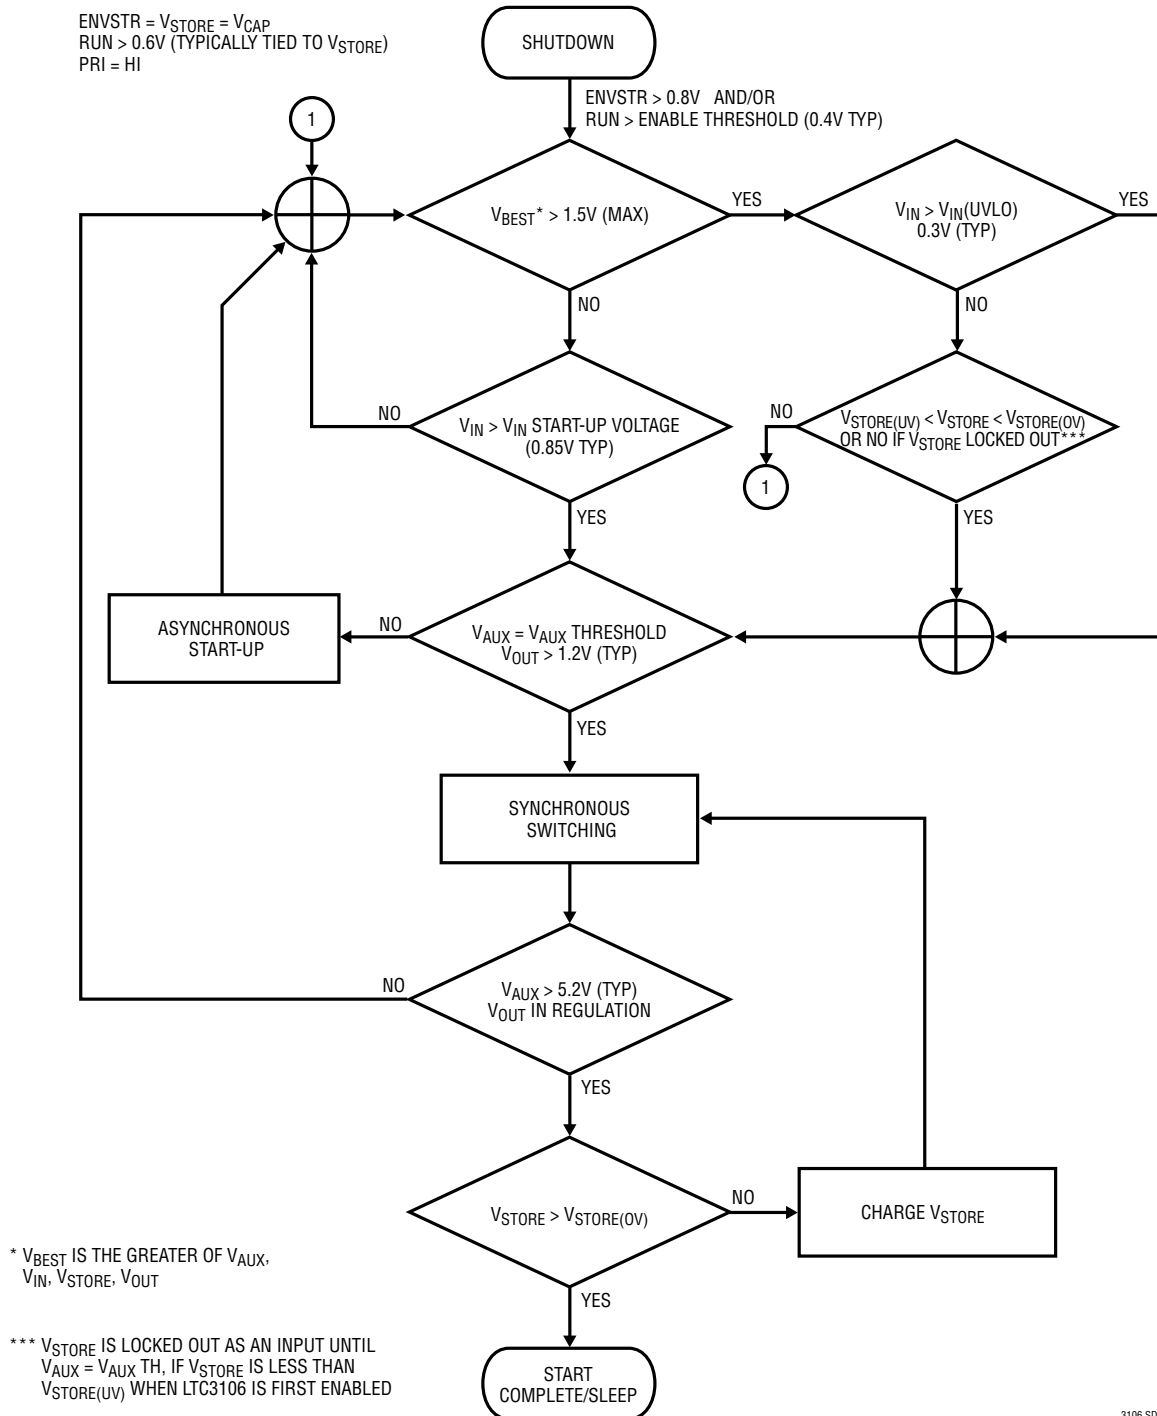 ENVSTR = VSTORE = VCAP
RUN > 0.6V (TYPICALLY TIED TO VSTORE)
PRI = HI
SHUTDOWN
ENVSTR > 0.8V AND/OR
RUN > ENABLE THRESHOLD (0.4V TYP)
1
VBEST* > 1.5V (MAX)
YES
VIN > VIN(UVLO)
0.3V (TYP)
YES
NO
NO
NO
VIN > VIN START-UP VOLTAGE
(0.85V TYP)
NO
VSTORE(UV) < VSTORE < VSTORE(OV)
OR NO IF VSTORE LOCKED OUT***
1
YES
YES
ASYNCHRONOUS
START-UP
NO
VAUX = VAUX THRESHOLD
VOUT > 1.2V (TYP)
YES
SYNCHRONOUS
SWITCHING
NO
VAUX > 5.2V (TYP)
VOUT IN REGULATION
YES
VSTORE > VSTORE(OV)
NO
CHARGE VSTORE
YES
* VBEST IS THE GREATER OF VAUX,
VIN, VSTORE, VOUT
*** VSTORE IS LOCKED OUT AS AN INPUT UNTIL
VAUX = VAUX TH, IF VSTORE IS LESS THAN
VSTORE(UV) WHEN LTC3106 IS FIRST ENABLED
START
COMPLETE/SLEEP
3106 SD